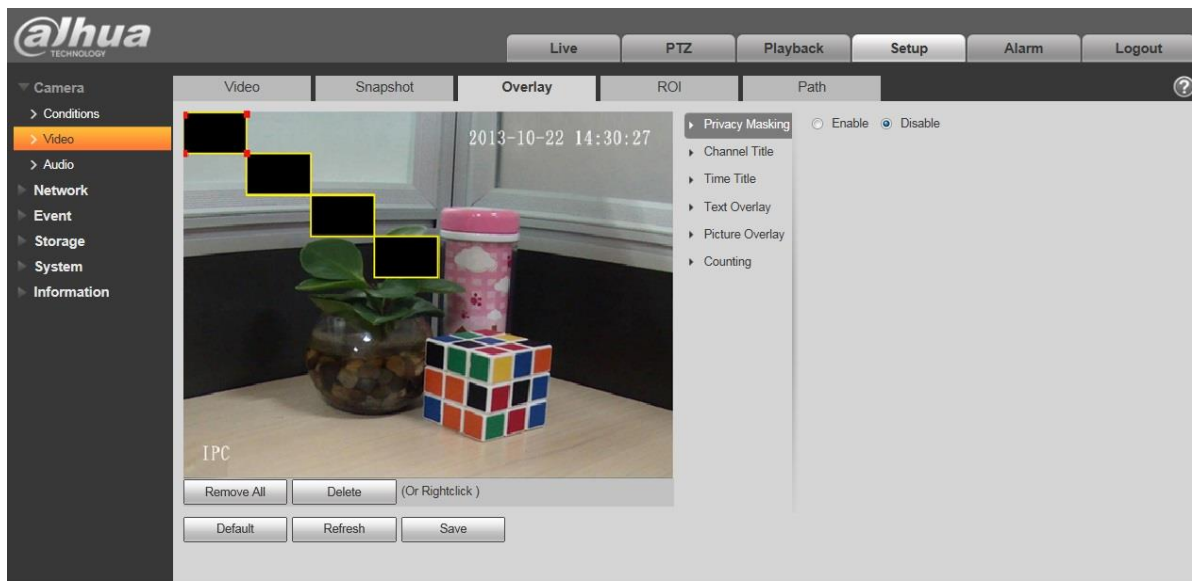 alhua
TECHNOLOGY
Live PTZ Playback Setup Alarm Logout
Camera
Conditions
Video
Audio
Network
Event
Storage
System
Information
Video Snapshot Overlay ROI Path ?
2013-10-22 14:30:27
IPC
Privacy Masking Enable Disable
Channel Title
Time Title
Text Overlay
Picture Overlay
Counting
Remove All Delete (Or Rightclick )
Default Refresh Save